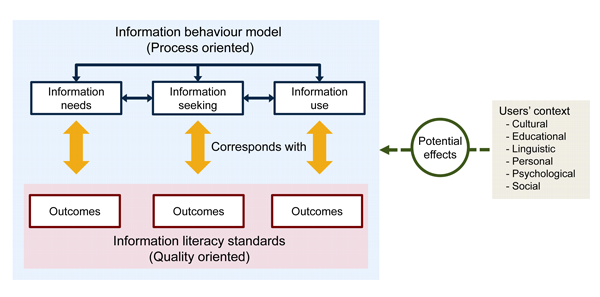 Information behaviour model
(Process oriented)
Information
needs
Information
seeking
Information
use
Corresponds with
Outcomes
Outcomes
Outcomes
Information literacy standards
(Quality oriented)
Potential
effects
Users' context
- Cultural
- Educational
- Linguistic
- Personal
- Psychological
- Social